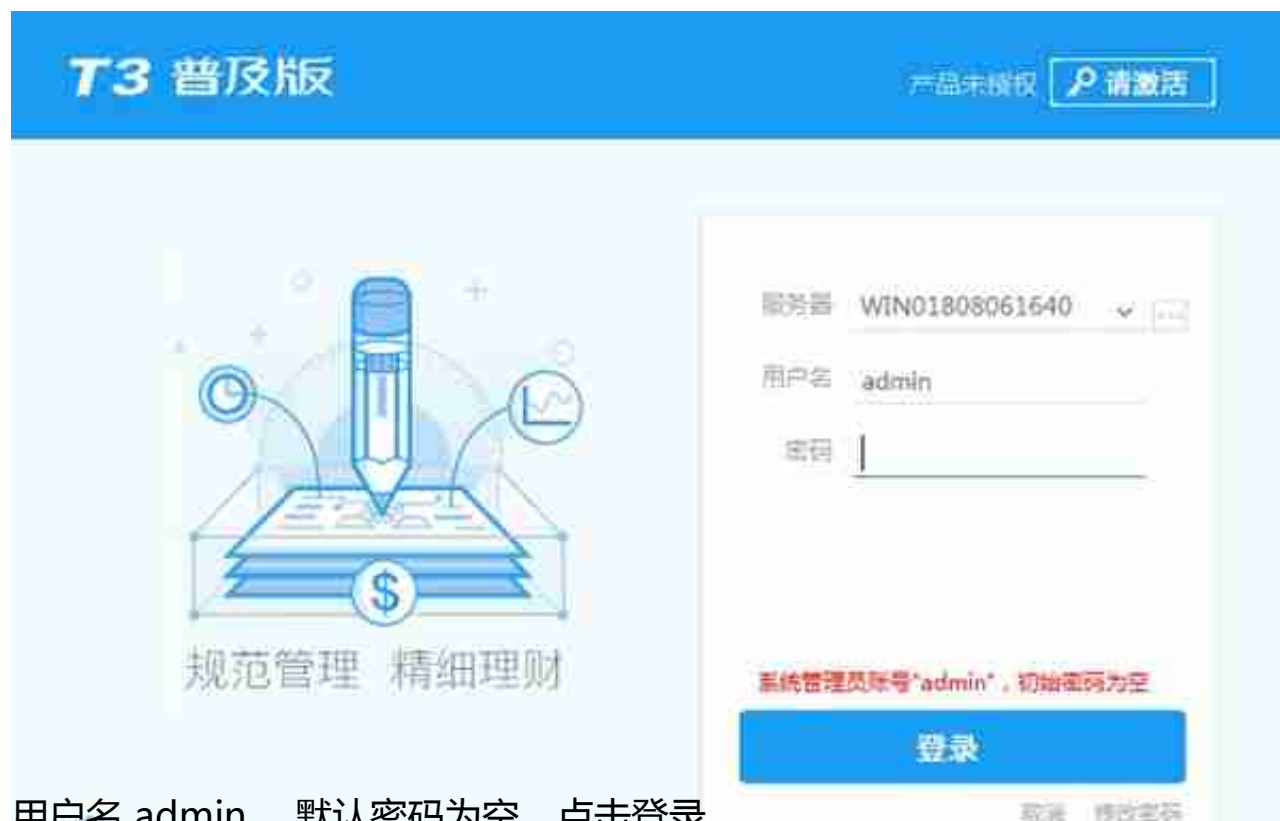 T3 普及版
产品未授权 请激活
服务器 WIN01808061640
用户名 admin
密码
规范管理 精细理财
系统管理员账号"admin"，初始密码为空
登录
取消 修改密码
用户名 admin 默认密码为空 点击登录